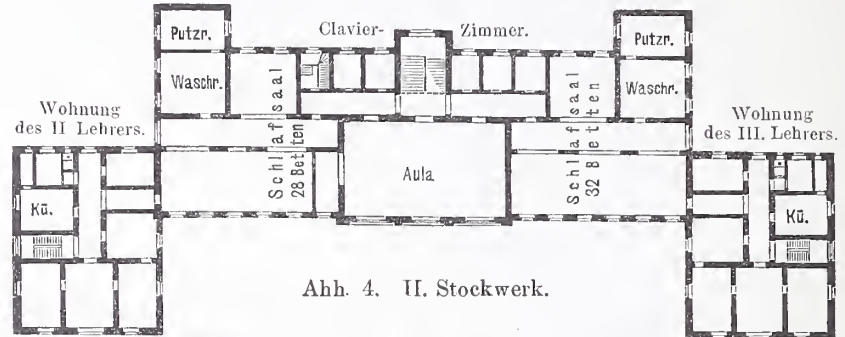 Putzr.
Clavier-
Zimmer.
Putzr.
Waschr.
Waschr.
Wohnung
des II Lehrers.
Wohnung
des III. Lehrers.
Schlafsaal
28 Betten
Aula
Schlafsaal
32 Betten
Kü.
Kü.
Ahh. 4. II. Stockwerk.